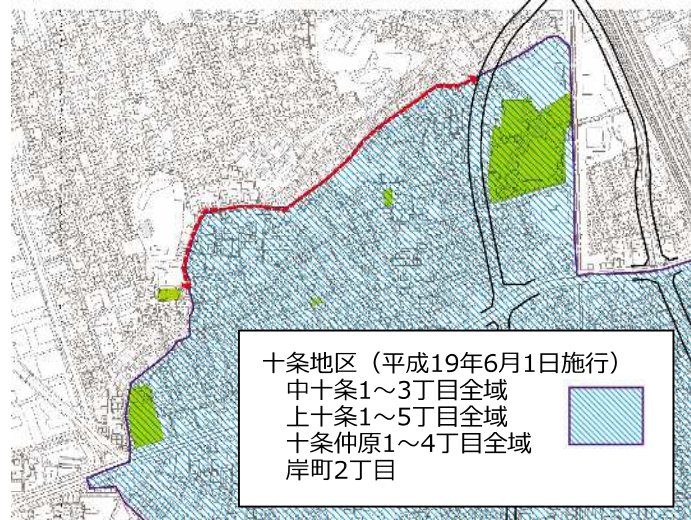 十条地区（平成19年6月1日施行）
中十条1～3丁目全域
上十条1～5丁目全域
十条仲原1～4丁目全域
岸町2丁目